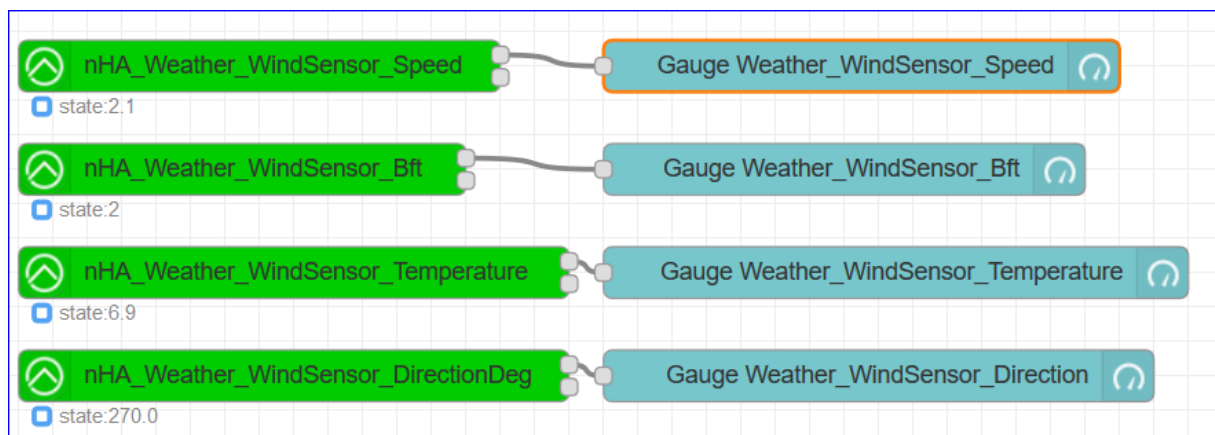 nHA_Weather_WindSensor_Speed
Gauge Weather_WindSensor_Speed
state:2.1
nHA_Weather_WindSensor_Bft
Gauge Weather_WindSensor_Bft
state:2
nHA_Weather_WindSensor_Temperature
Gauge Weather_WindSensor_Temperature
state:6.9
nHA_Weather_WindSensor_DirectionDeg
Gauge Weather_WindSensor_Direction
state:270.0